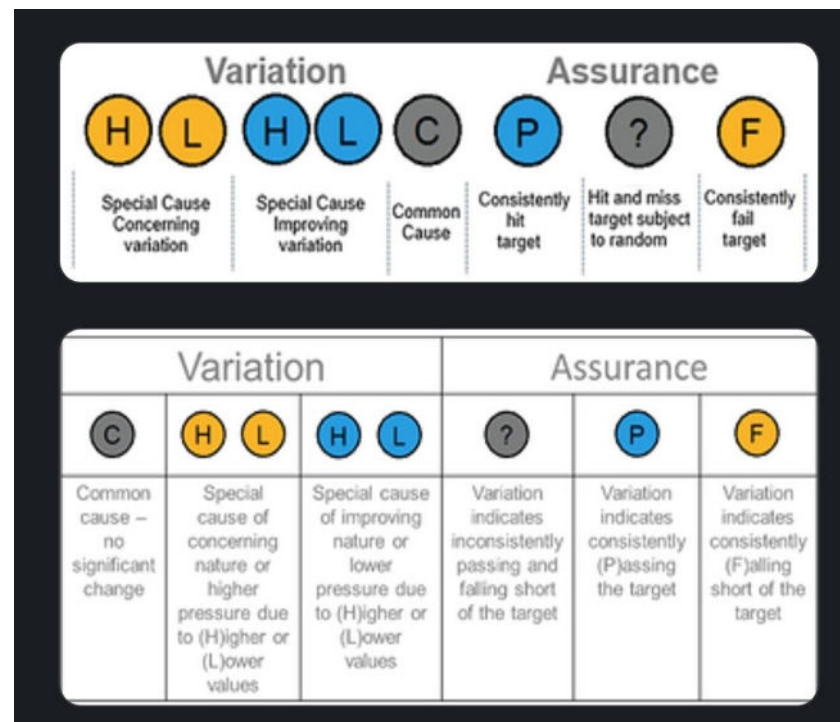 Variation Assurance
H L H L C P ? F
Special Cause
Concerning
variation
Special Cause
Improving
variation
Common
Cause
Consistently
hit
target
Hit and miss
target subject
to random
Consistently
fail
target
Variation Assurance
C H L H L ? P F
Common
cause –
no
significant
change
Special
cause of
concerning
nature or
higher
pressure due
to (H)igher or
(L)ower
values
Special cause
of improving
nature or
lower
pressure due
to (H)igher or
(L)ower
values
Variation
indicates
inconsistently
passing and
falling short
of the target
Variation
indicates
consistently
(P)assing
the target
Variation
indicates
consistently
(F)alling
short of the
target